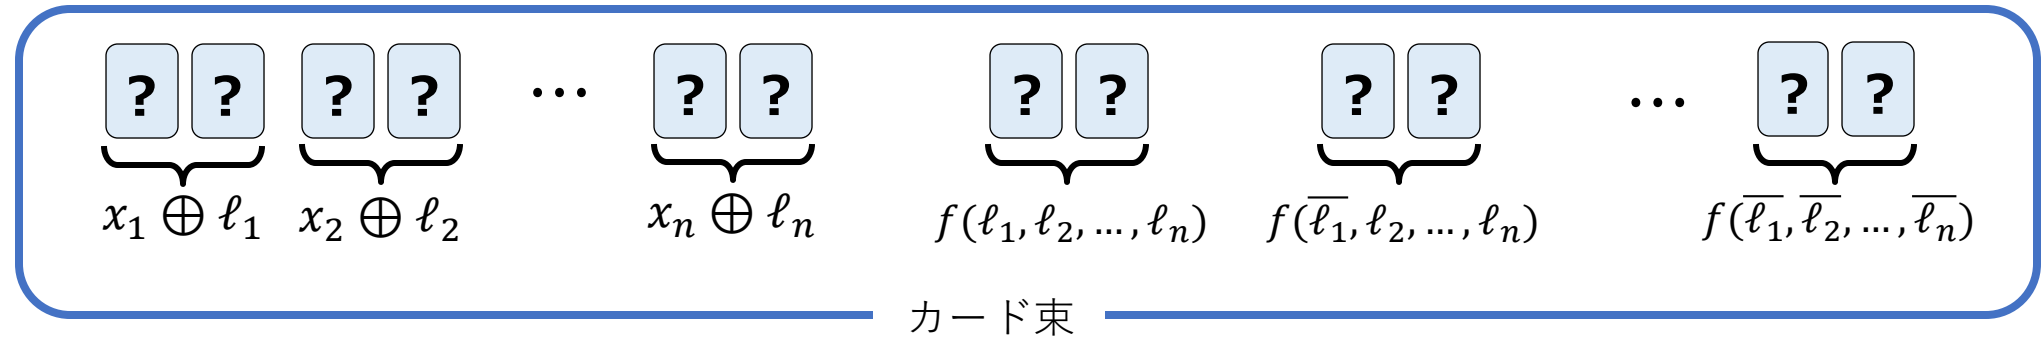 ? ? ? ? … ? ? ? ? ? ? … ? ?
x₁ ⊕ ℓ₁ x₂ ⊕ ℓ₂ xₙ ⊕ ℓₙ f(ℓ₁, ℓ₂, … , ℓₙ) f(ℓ̅₁, ℓ₂, … , ℓₙ) f(ℓ̅₁, ℓ̅₂, … , ℓ̅ₙ)
カード束